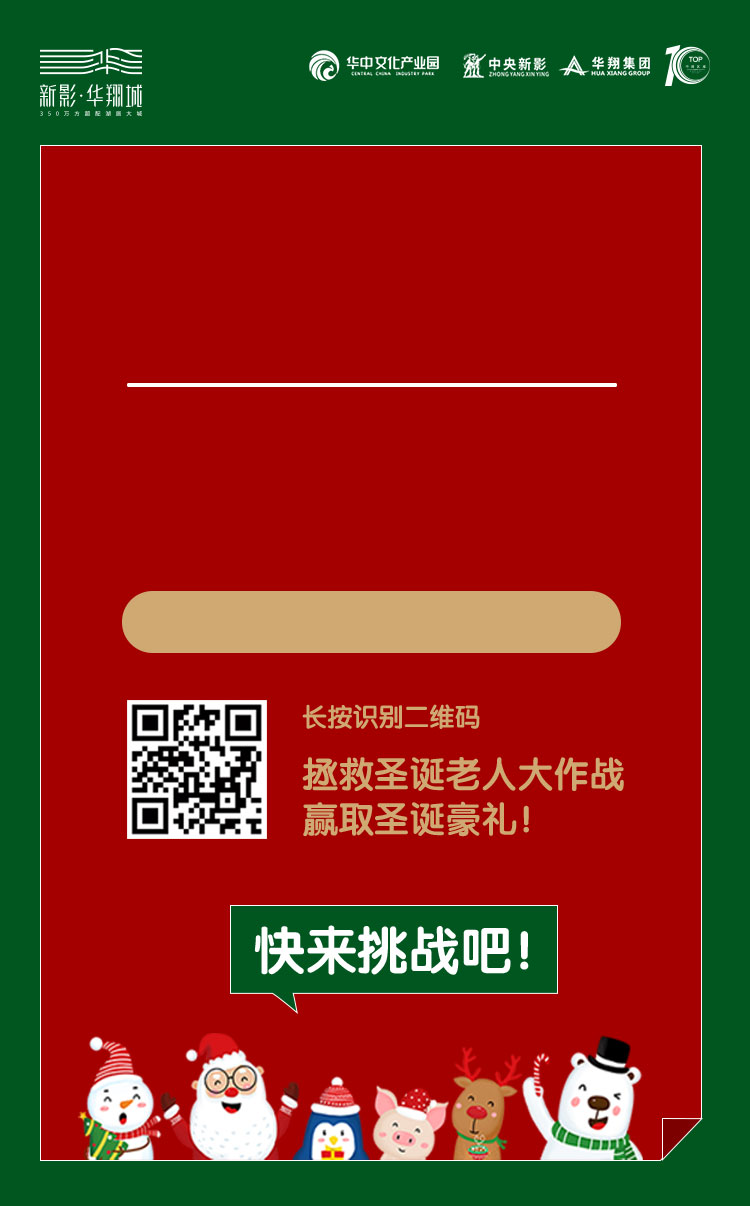 新影·华翔城
350万方超配湖居大城
华中文化产业园
CENTRAL CHINA INDUSTRY PARK
中央新影
ZHONG YANG XIN YING
华翔集团
HUA XIANG GROUP
10
TOP
长按识别二维码
拯救圣诞老人大作战
赢取圣诞豪礼!
快来挑战吧!